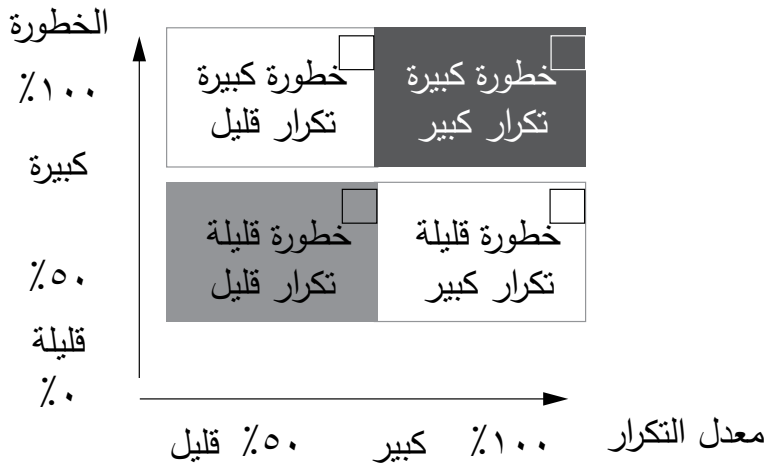 الخطورة
٪١٠٠
كبيرة
٪٥٠
قليلة
٪٠
خطورة كبيرة
تكرار كبير
خطورة كبيرة
تكرار قليل
خطورة قليلة
تكرار كبير
خطورة قليلة
تكرار قليل
معدل التكرار
٪١٠٠ كبير ٪٥٠ قليل